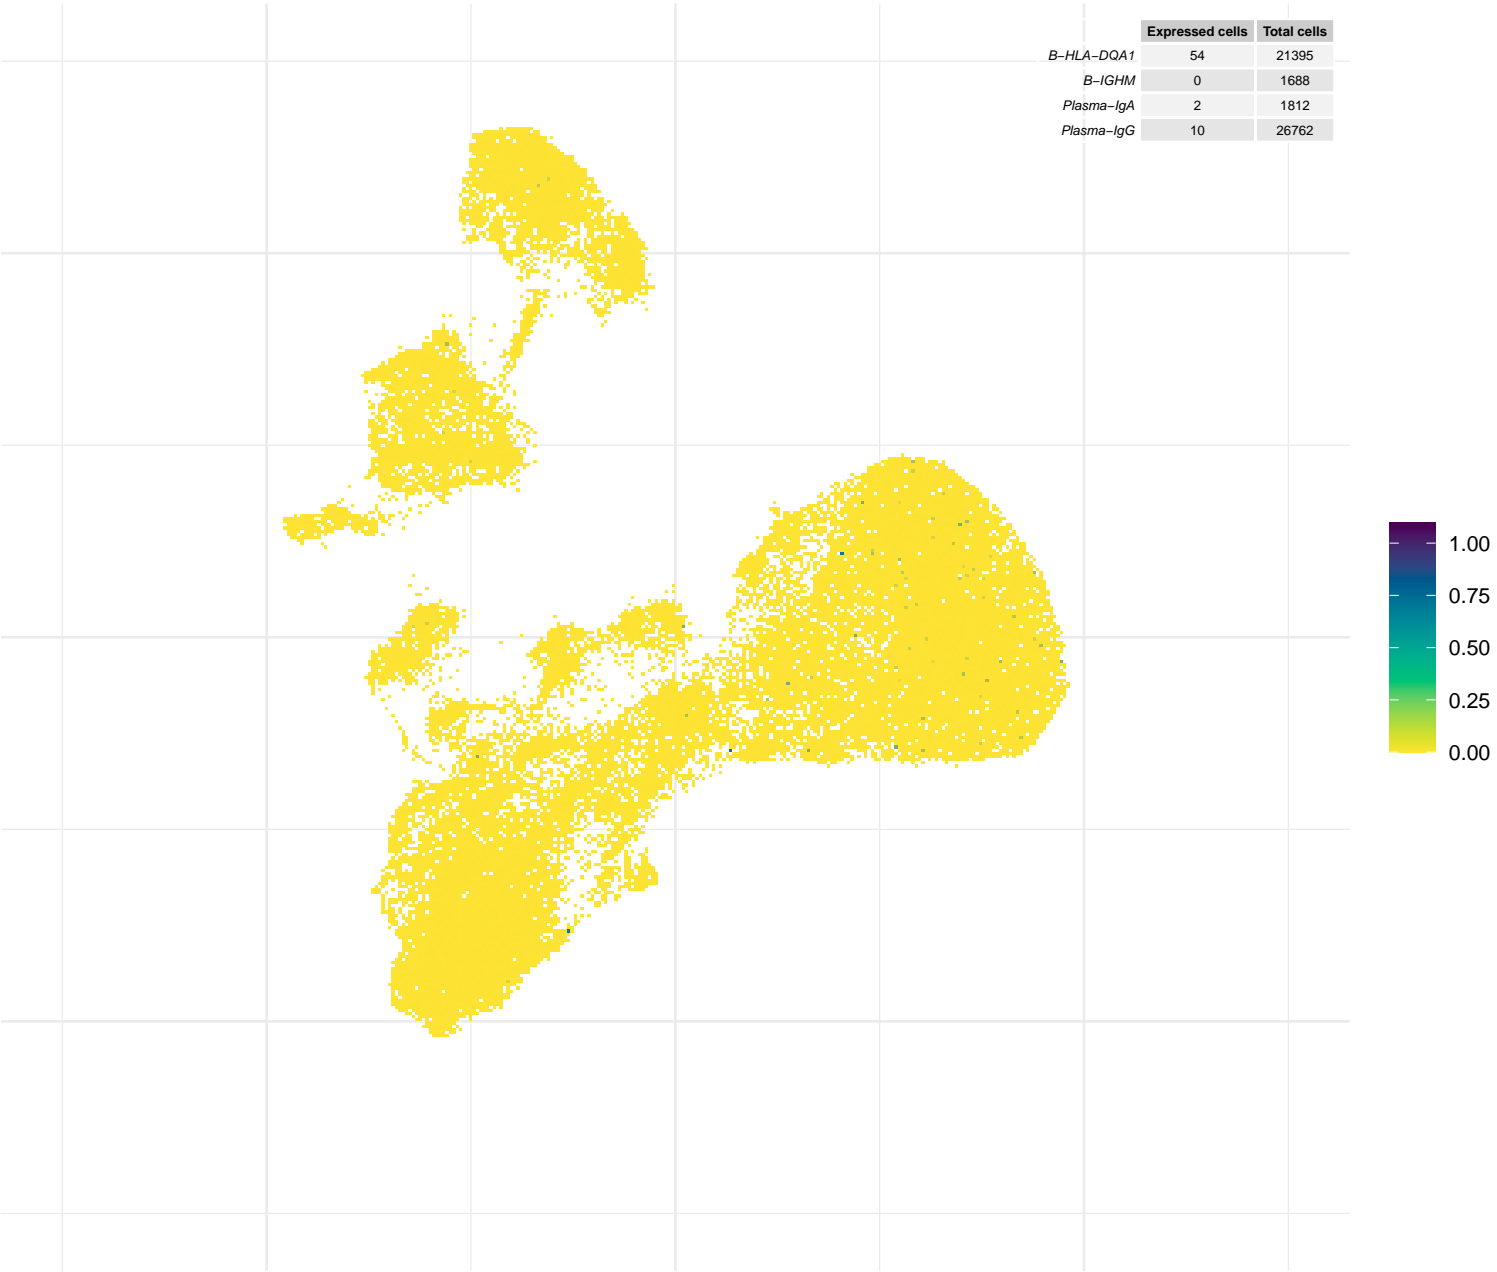 Expressed cells Total cells
B−HLA−DQA1 54 21395
B−IGHM 0 1688
Plasma−IgA 2 1812
Plasma−IgG 10 26762
1.00
0.75
0.50
0.25
0.00